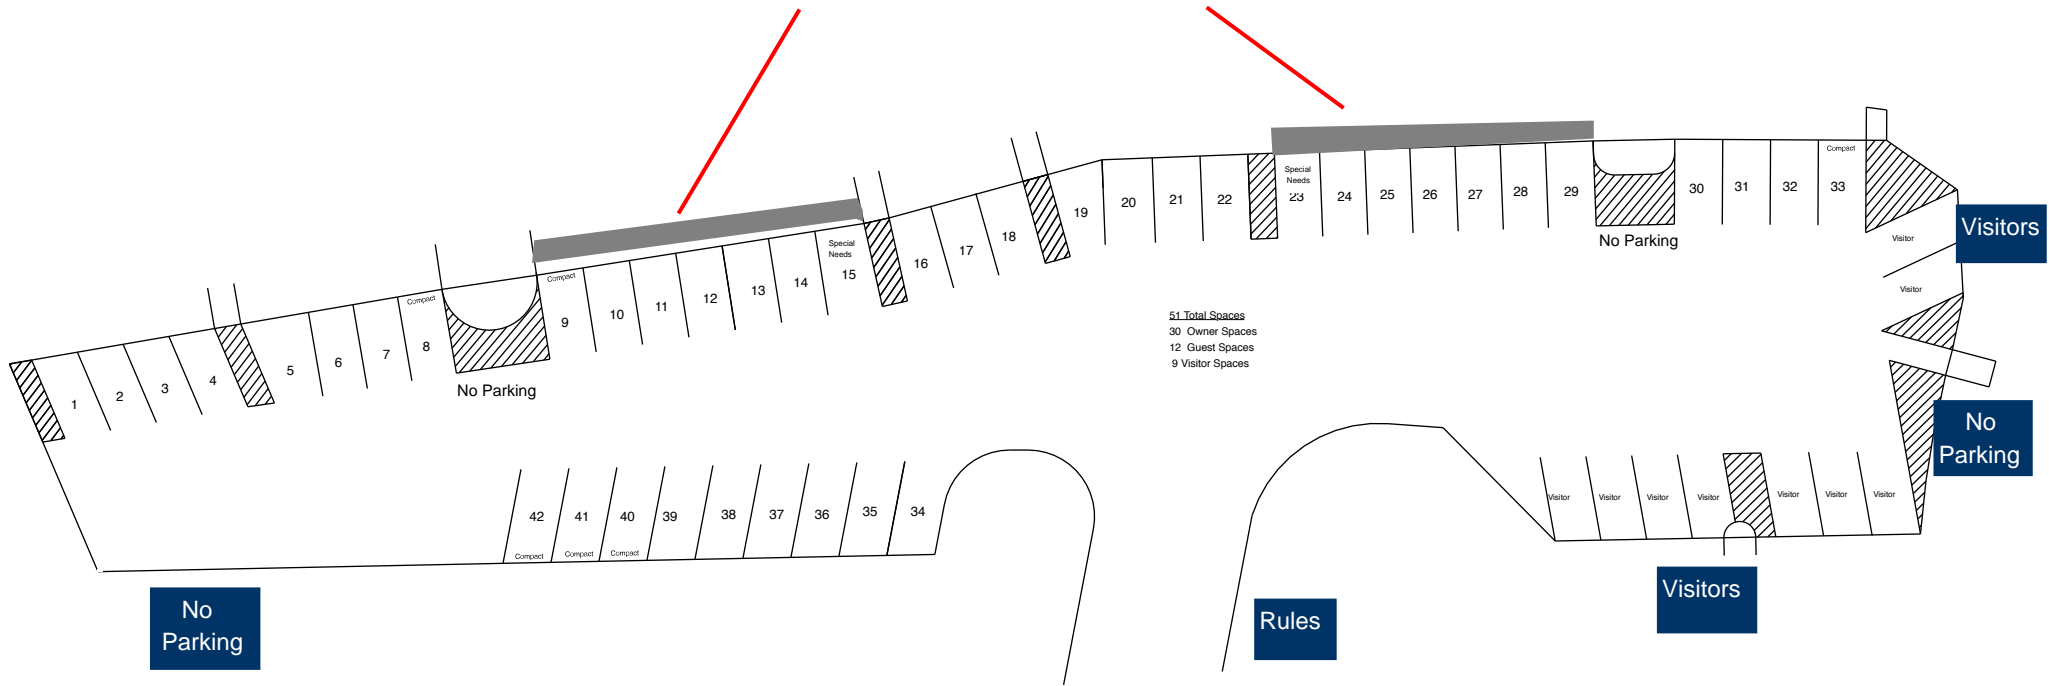 Compact
Special
Needs
Visitors
20
21
22
23
24
25
26
27
28
29
30
31
32
33
19
18
17
16
No Parking
Visitor
Special
Needs
15
14
13
12
11
10
Compact
9
Visitor
Compact
8
7
6
5
4
3
2
1
No Parking
51 Total Spaces
30 Owner Spaces
12 Guest Spaces
9 Visitor Spaces
No
Parking
42
41
40
39
38
37
36
35
34
Compact
Compact
Compact
Visitor
Visitor
Visitor
Visitor
Visitor
Visitor
Visitor
No
Parking
Rules
Visitors